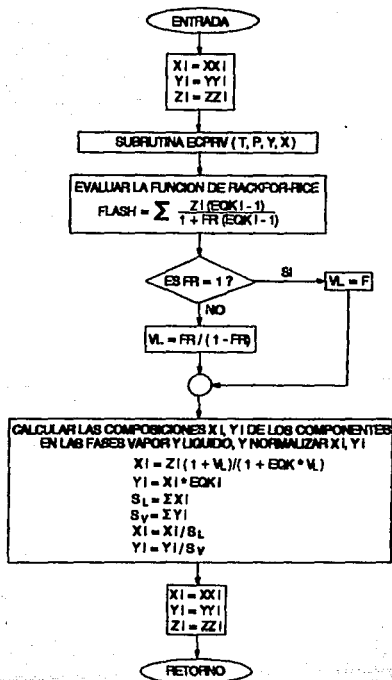 ENTRADA
XI = XXI
YI = YYI
ZI = ZZI
SUBRUTINA ECPRV ( T, P, Y, X )
EVALUAR LA FUNCION DE RACKFOR-RICE
FLASH = ∑ ZI (EQKI - 1) / 1 + FR (EQKI - 1)
ES FR = 1 ?
SI
VL = F
NO
VL = FR / ( 1 - FR)
CALCULAR LAS COMPOSICIONES XI, YI DE LOS COMPONENTES
EN LAS FASES VAPOR Y LIQUIDO, Y NORMALIZAR XI, YI
XI = ZI (1 + VL) / (1 + EQK * VL)
YI = XI * EQKI
SL = ΣXI
SV = ΣYI
XI = XI / SL
YI = YI / SV
XI = XXI
YI = YYI
ZI = ZZI
RETORNO